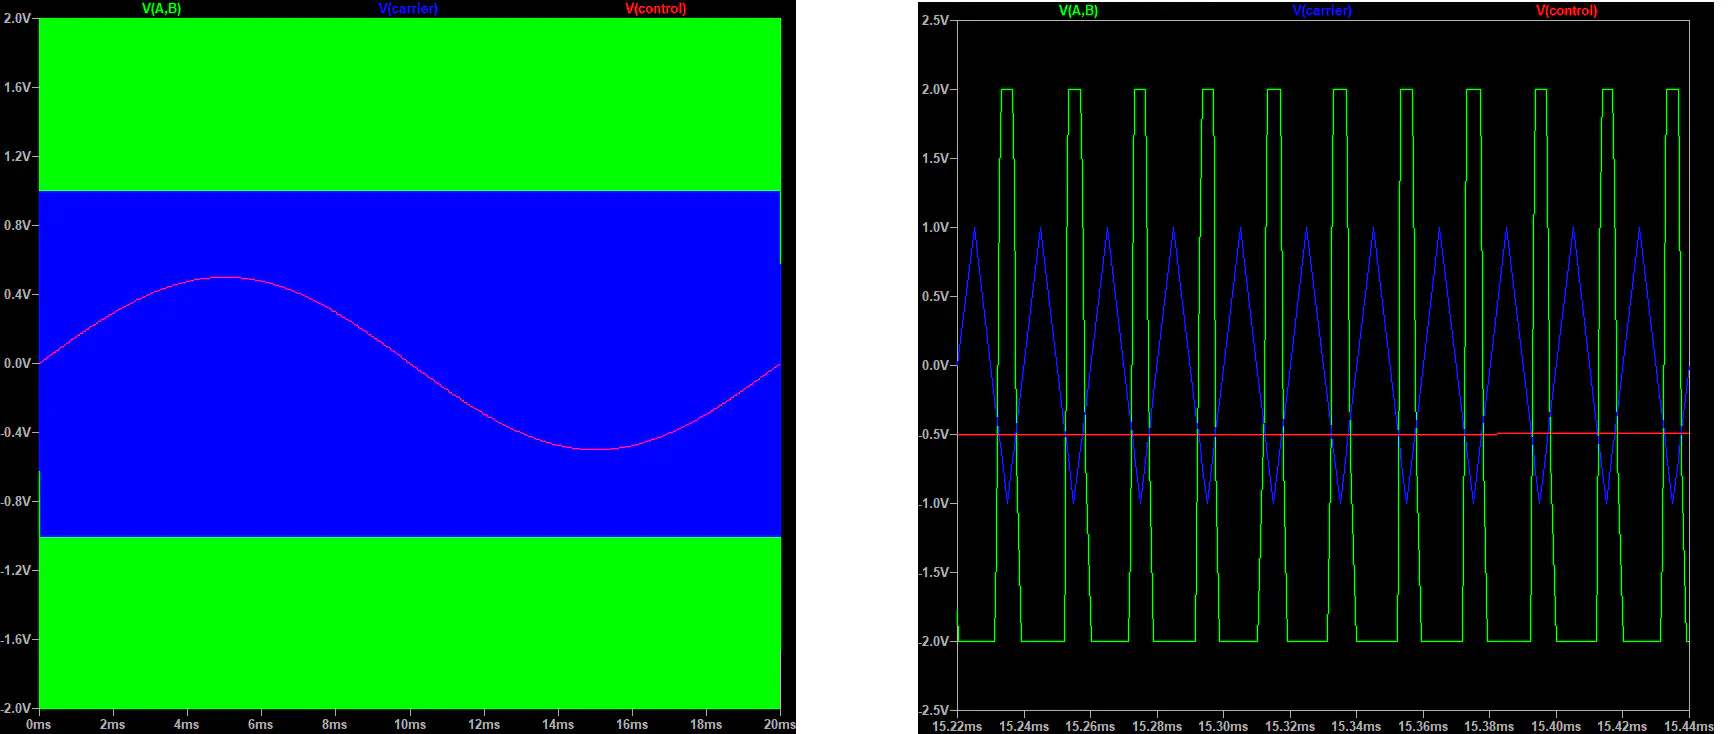 V(A,B) V(carrier) V(control)
2.0V
1.6V
1.2V
0.8V
0.4V
0.0V
-0.4V
-0.8V
-1.2V
-1.6V
-2.0V
0ms 2ms 4ms 6ms 8ms 10ms 12ms 14ms 16ms 18ms 20ms
V(A,B) V(carrier) V(control)
2.5V
2.0V
1.5V
1.0V
0.5V
0.0V
-0.5V
-1.0V
-1.5V
-2.0V
-2.5V
15.22ms 15.24ms 15.26ms 15.28ms 15.30ms 15.32ms 15.34ms 15.36ms 15.38ms 15.40ms 15.42ms 15.44ms